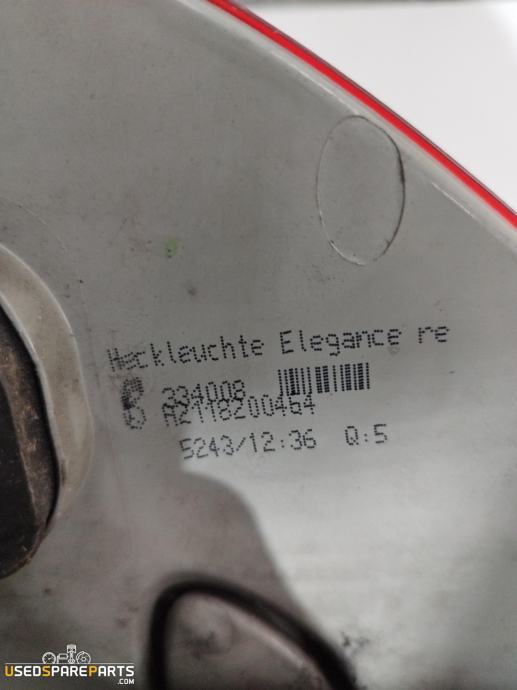 Heckleuchte Elegance re
334008
A2118200464
5243/12:36 Q:5
USEDSPAREPARTS
.COM